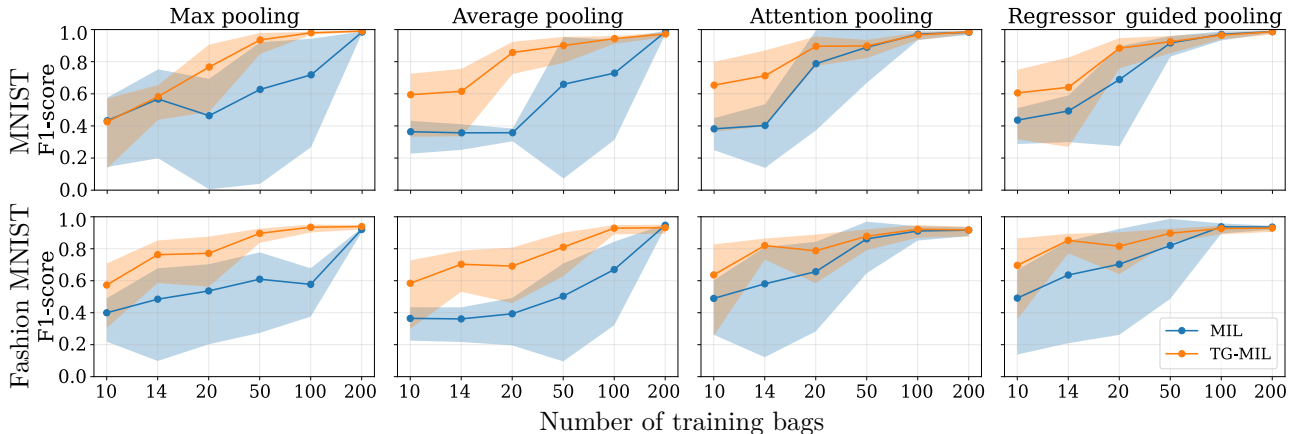 Max pooling
Average pooling
Attention pooling
Regressor guided pooling
MNIST
F1-score
1.0
0.8
0.6
0.4
0.2
0.0
Fashion MNIST
F1-score
1.0
0.8
0.6
0.4
0.2
0.0
MIL
TG-MIL
10 14 20 50 100 200
10 14 20 50 100 200
10 14 20 50 100 200
10 14 20 50 100 200
Number of training bags